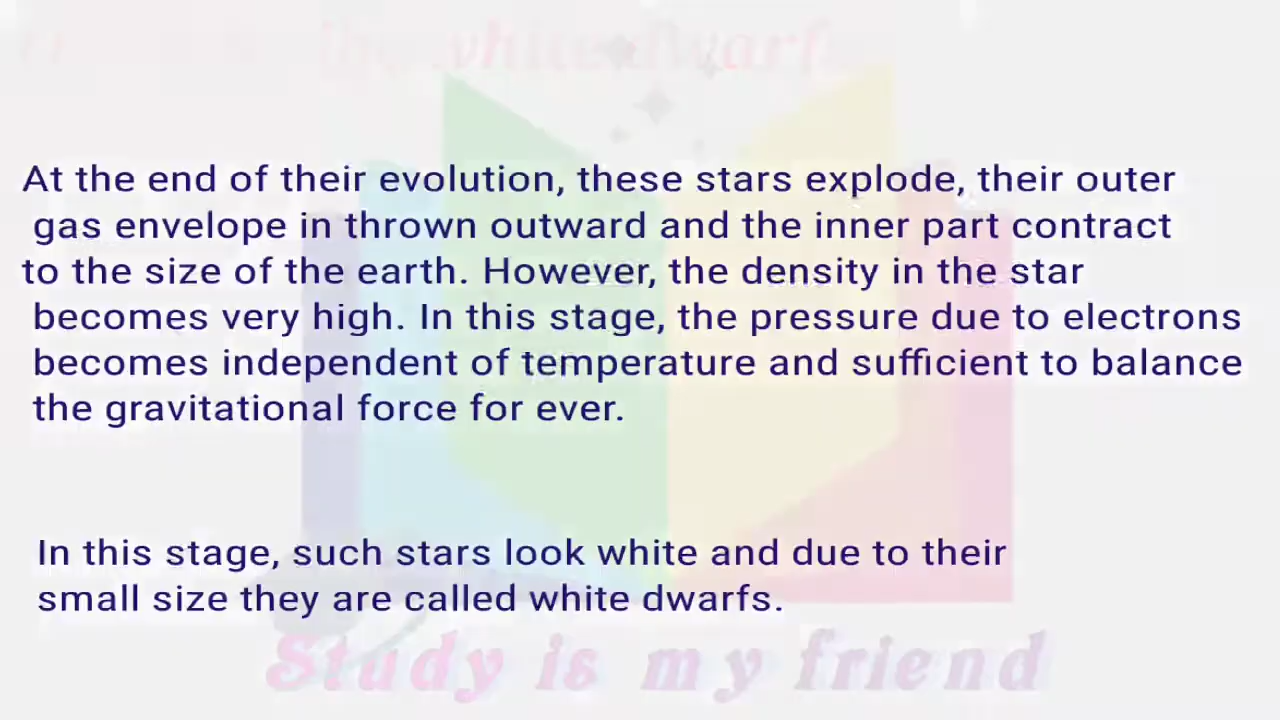 white dwarfs
At the end of their evolution, these stars explode, their outer
gas envelope in thrown outward and the inner part contract
to the size of the earth. However, the density in the star
becomes very high. In this stage, the pressure due to electrons
becomes independent of temperature and sufficient to balance
the gravitational force for ever.
In this stage, such stars look white and due to their
small size they are called white dwarfs.
Study is my friend